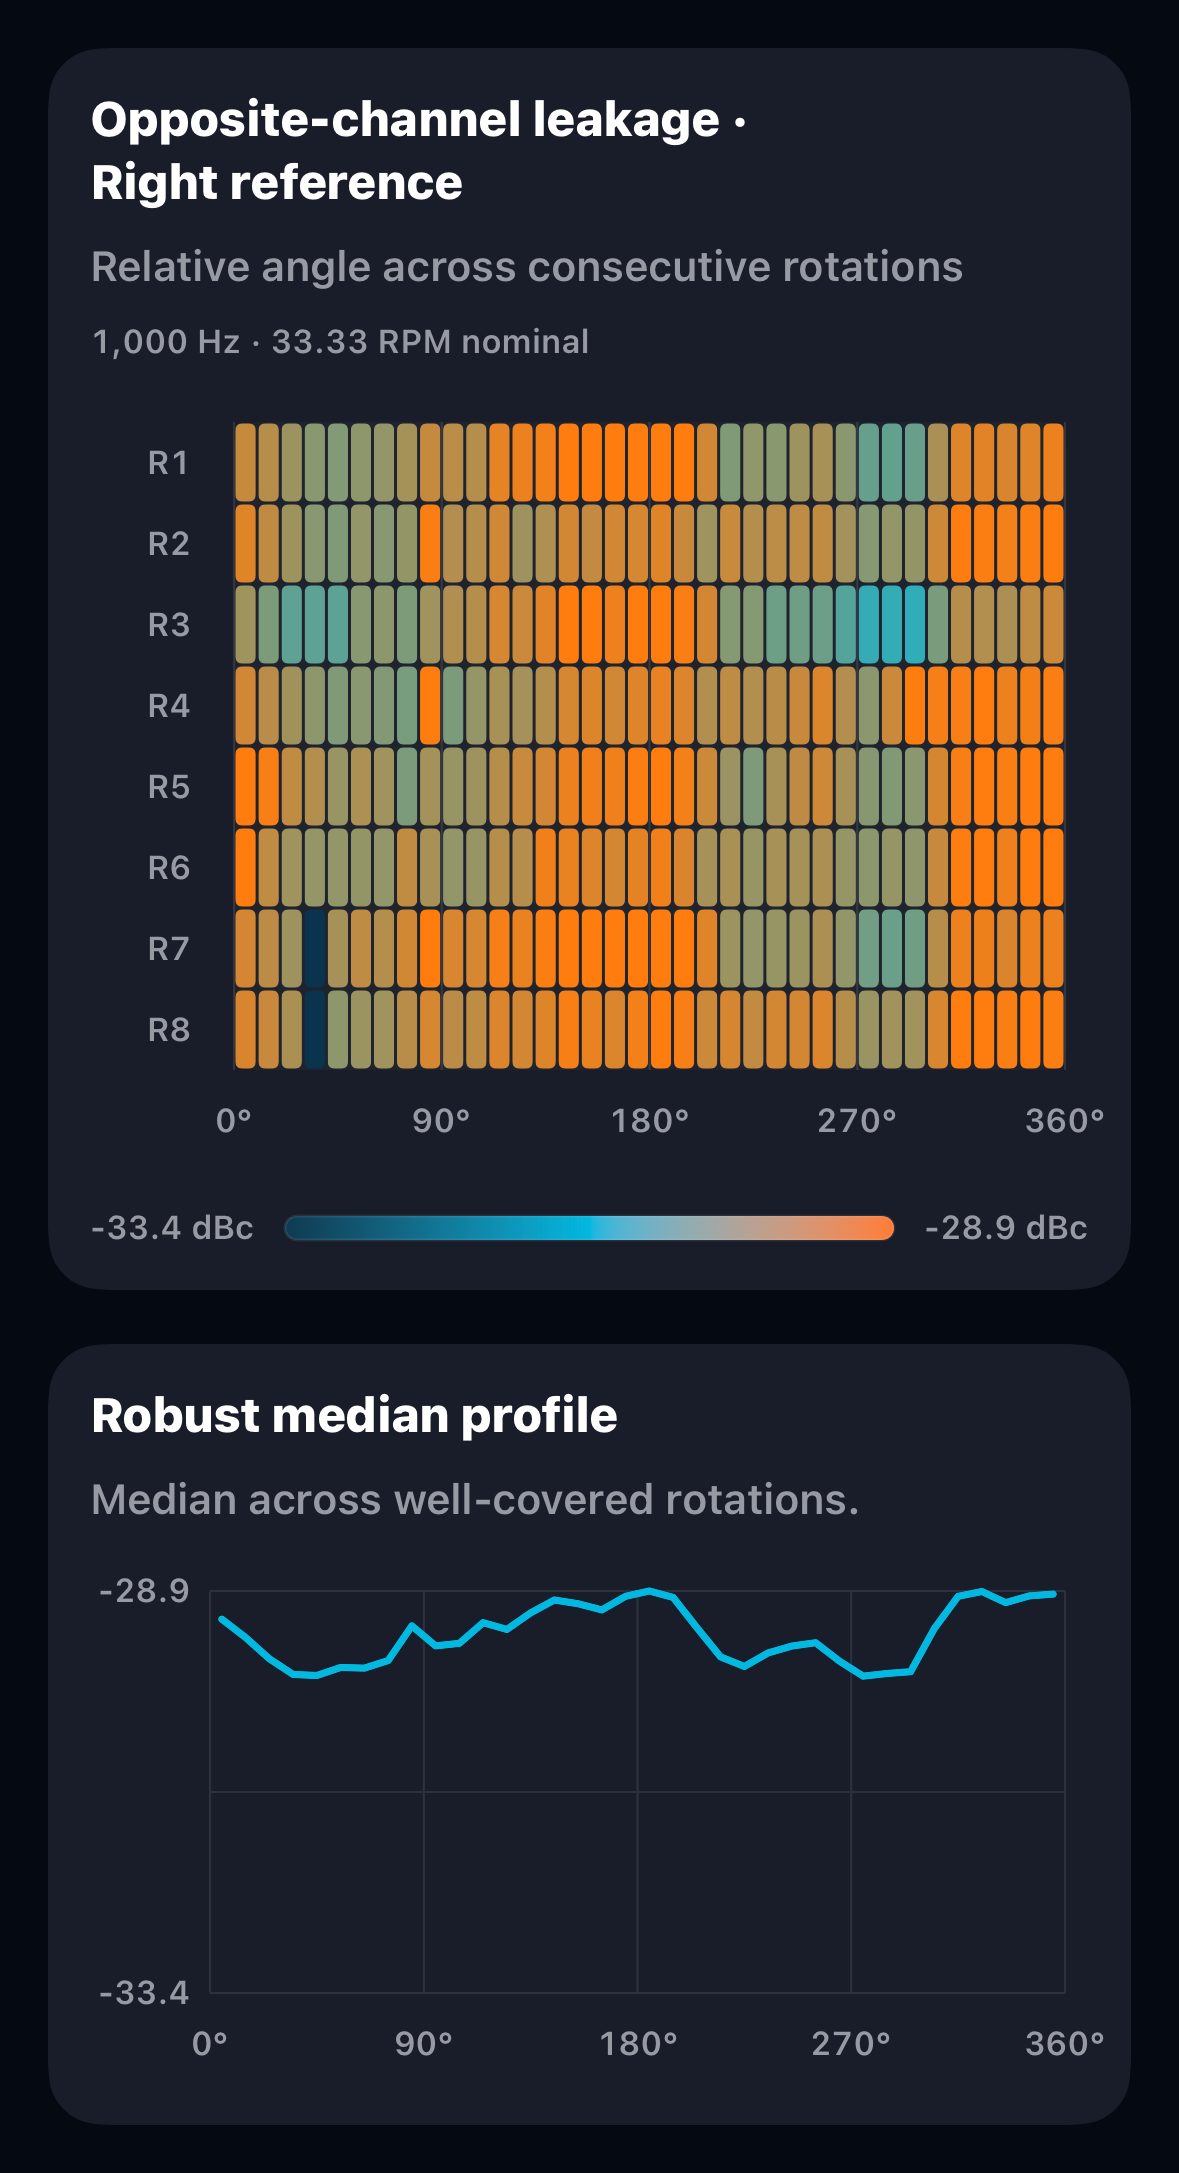 Opposite-channel leakage ·
Right reference
Relative angle across consecutive rotations
1,000 Hz · 33.33 RPM nominal
R1
R2
R3
R4
R5
R6
R7
R8
0° 90° 180° 270° 360°
-33.4 dBc -28.9 dBc
Robust median profile
Median across well-covered rotations.
-28.9
-33.4
0° 90° 180° 270° 360°